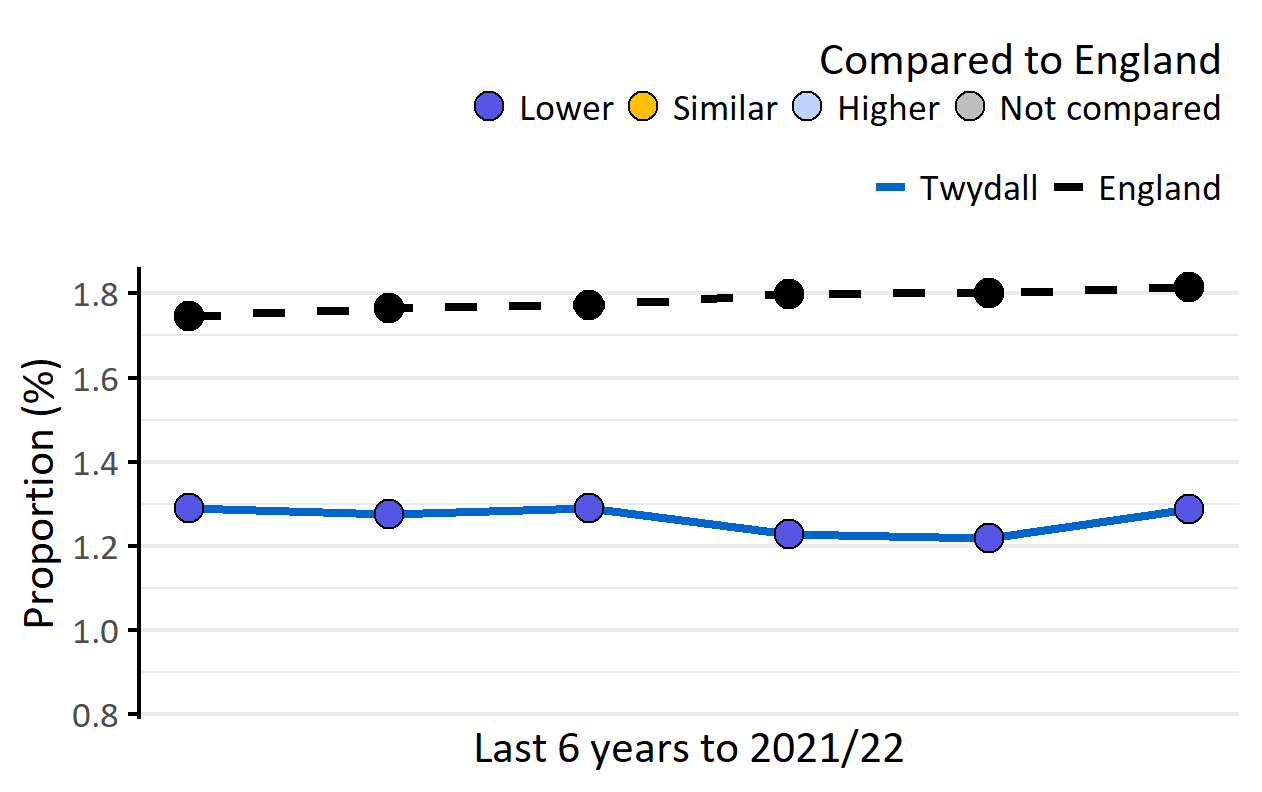 Compared to England
Lower Similar Higher Not compared
Twydall England
Proportion (%)
1.8
1.6
1.4
1.2
1.0
0.8
Last 6 years to 2021/22